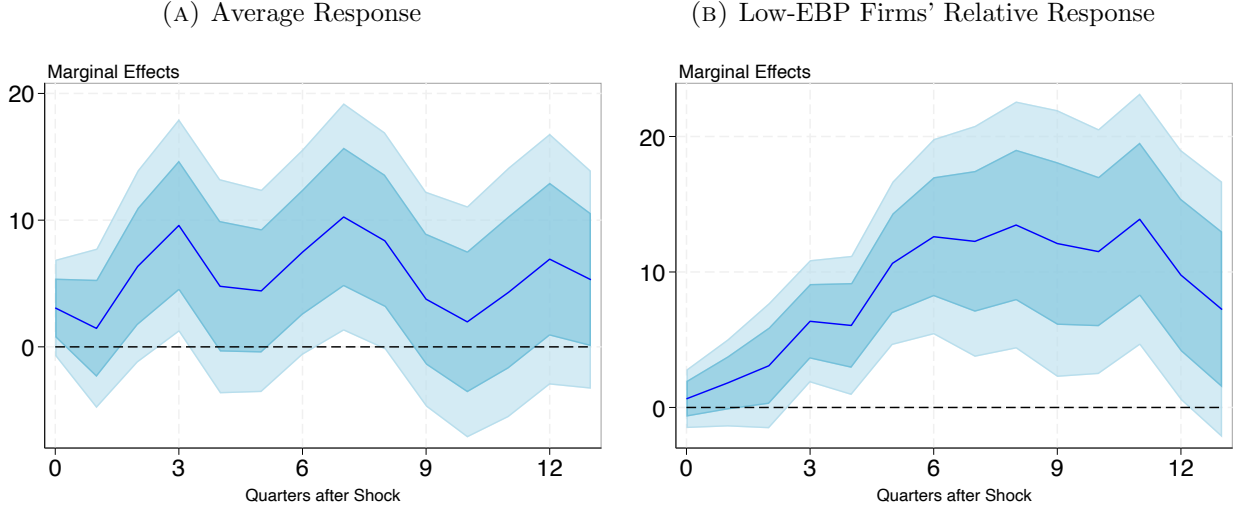 (A) Average Response
Marginal Effects
20
10
0
0 3 6 9 12
Quarters after Shock
(B) Low-EBP Firms' Relative Response
Marginal Effects
20
10
0
0 3 6 9 12
Quarters after Shock